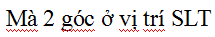 Mà 2 góc ở vị trí SLT